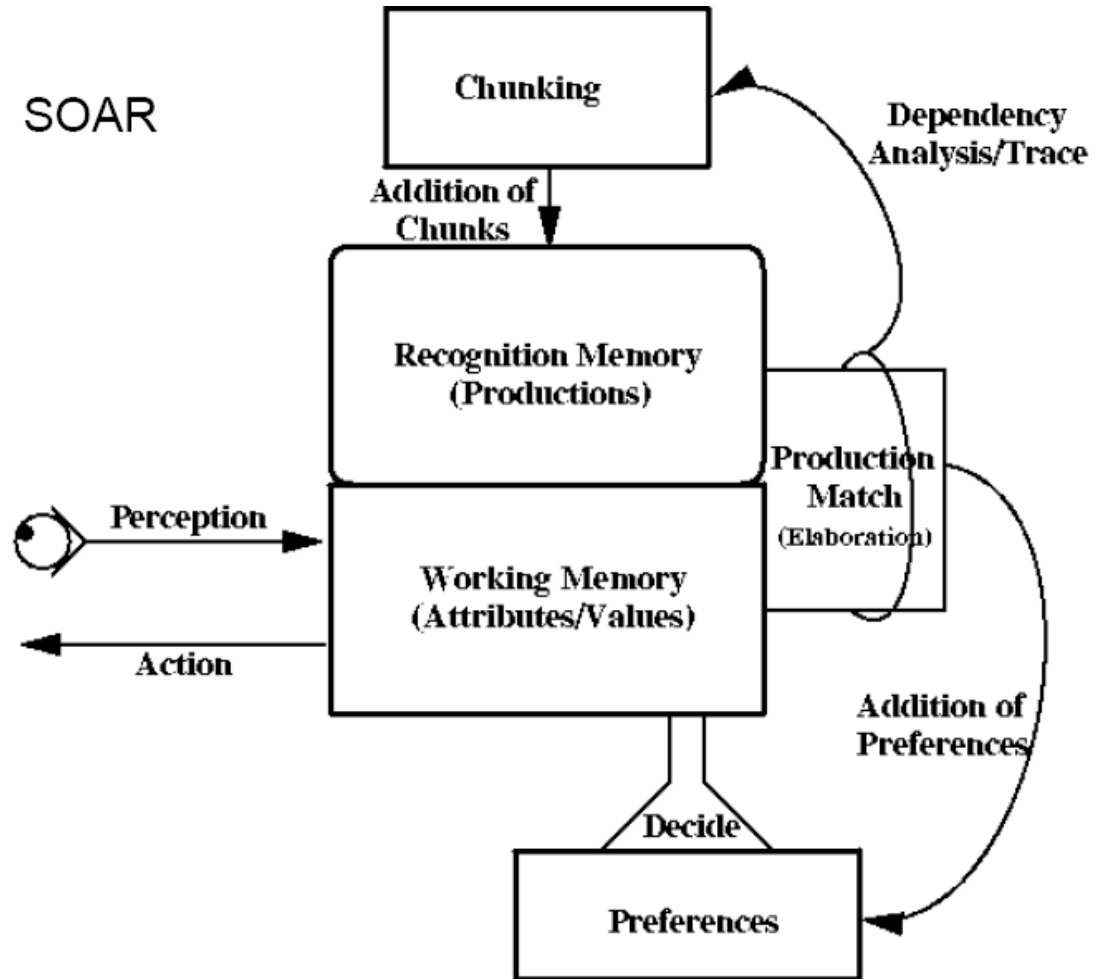 SOAR
Chunking
Dependency
Analysis/Trace
Addition of
Chunks
Recognition Memory
(Productions)
Production
Match
(Elaboration)
Perception
Working Memory
(Attributes/Values)
Action
Addition of
Preferences
Decide
Preferences